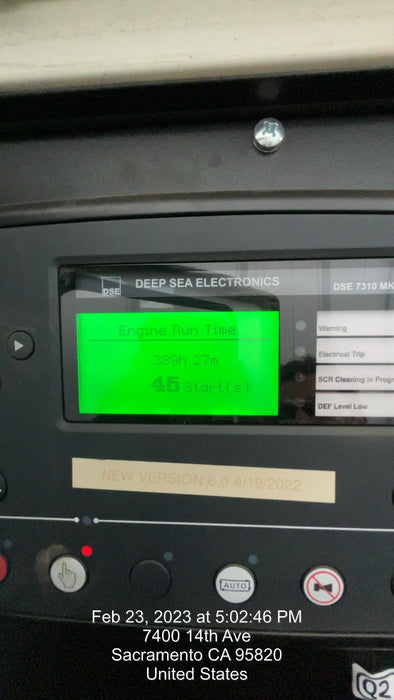 DSE
DEEP SEA ELECTRONICS
DSE 7310 MK
Engine Run Time
389h 27m
46 Start(s)
Warning
Electrical Trip
SCR Cleaning in Prog
DEF Level Low
NEW VERSION 6.0 4/19/2022
AUTO
Feb 23, 2023 at 5:02:46 PM
7400 14th Ave
Sacramento CA 95820
United States
Q2